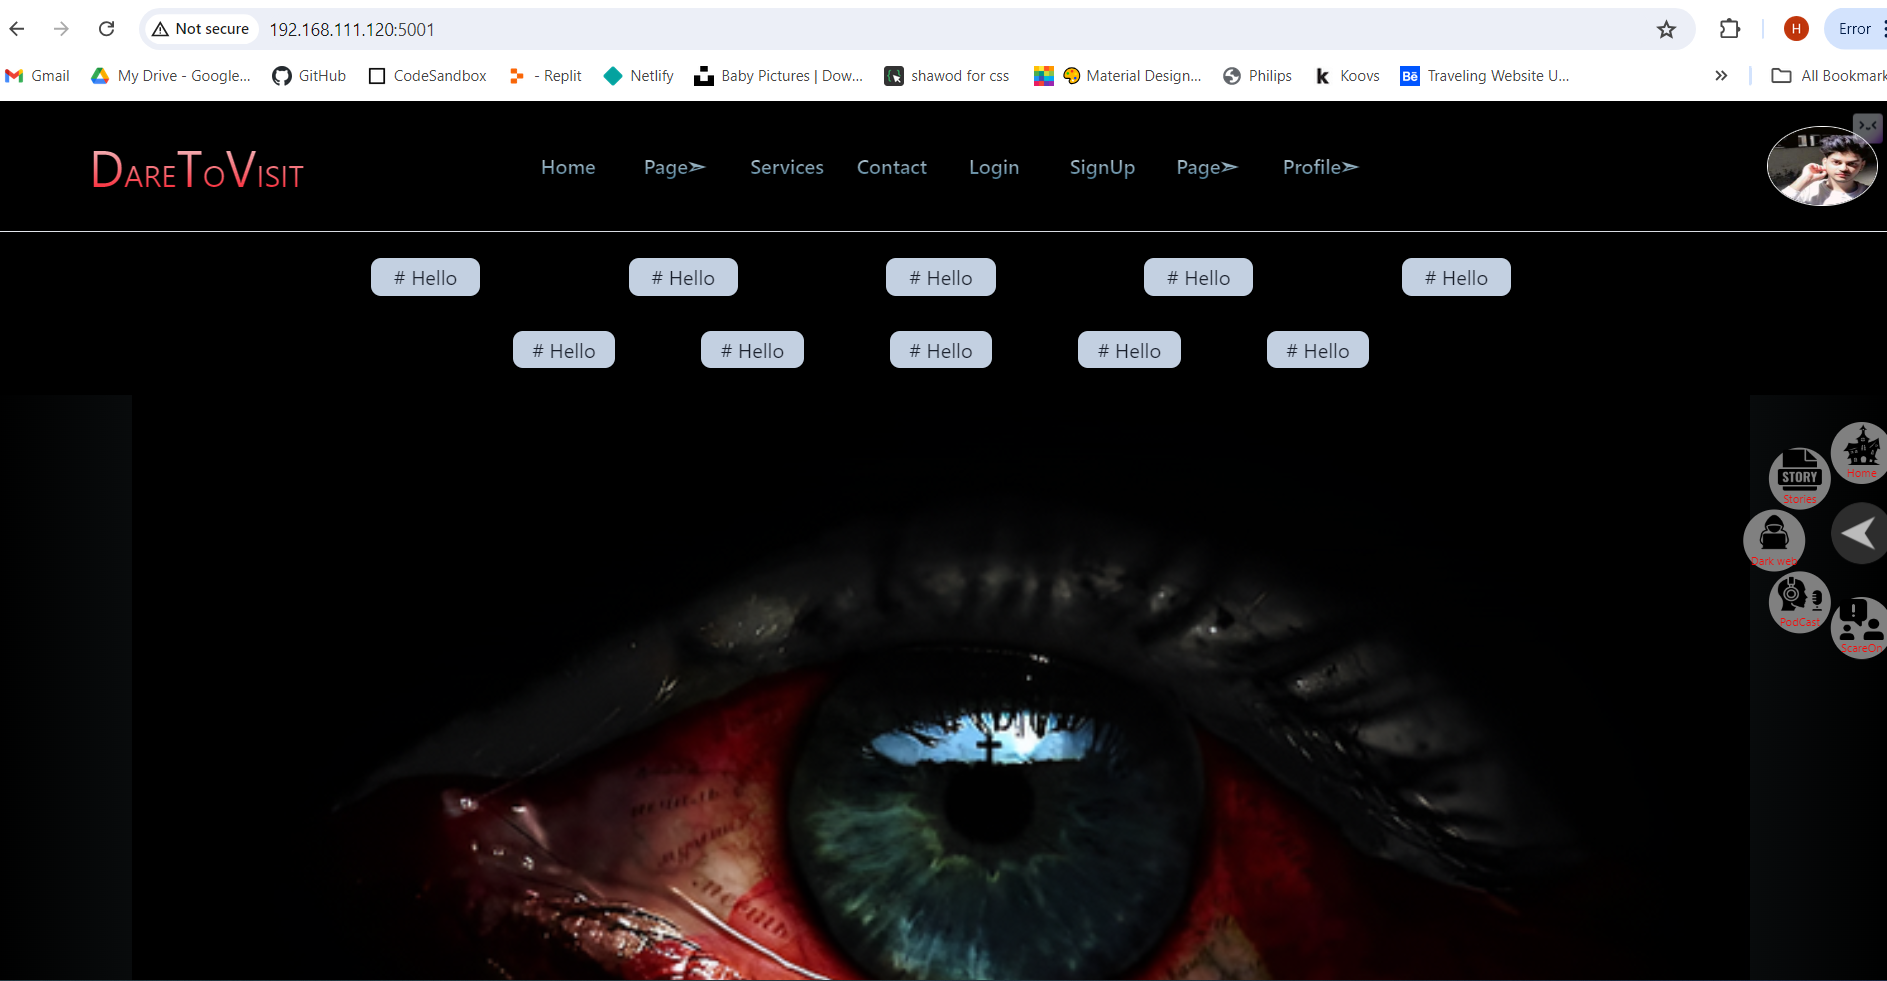 Not secure 192.168.111.120:5001 H Error
Gmail My Drive - Google... GitHub CodeSandbox - Replit Netlify Baby Pictures | Dow... shawod for css Material Design... Philips k Koovs Bē Traveling Website U... » All Bookmark
DareToVisit Home Page➣ Services Contact Login SignUp Page➣ Profile➣
# Hello # Hello # Hello # Hello # Hello
# Hello # Hello # Hello # Hello # Hello
Home
STORY
Stories
Dark web
PodCast
ScareOn